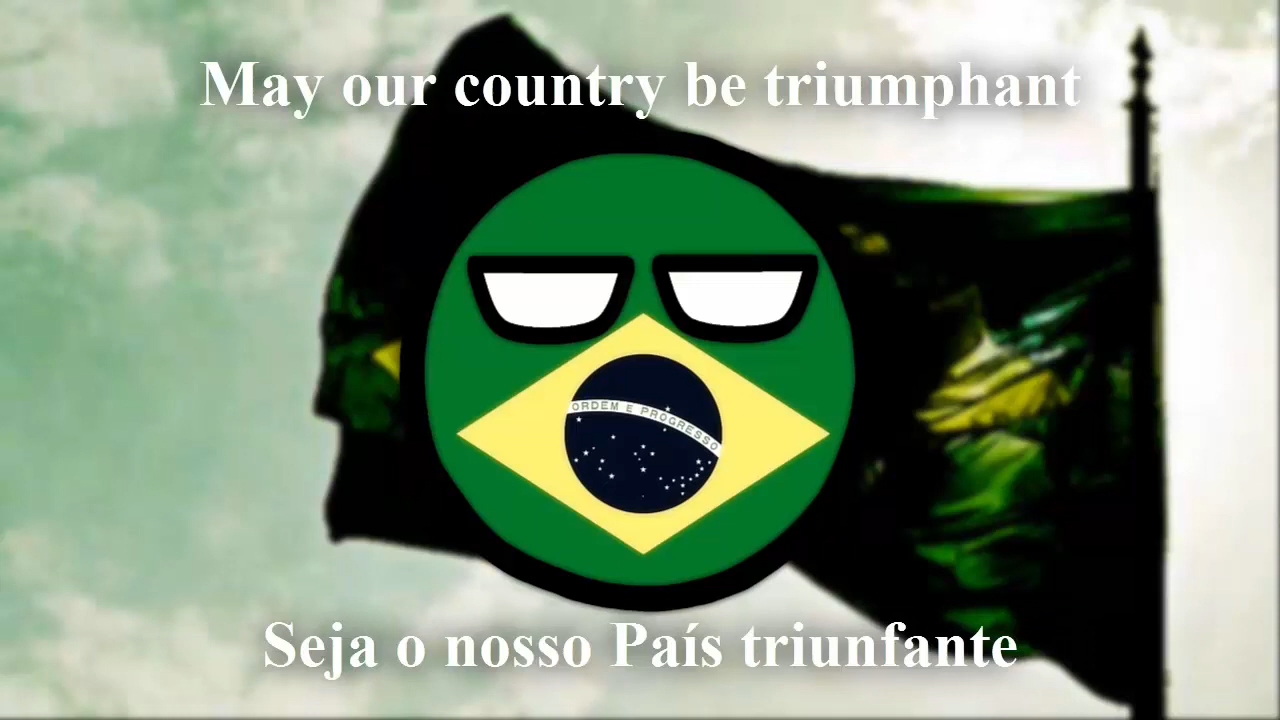 May our country be triumphant
ORDEM E PROGRESSO
Seja o nosso País triunfante